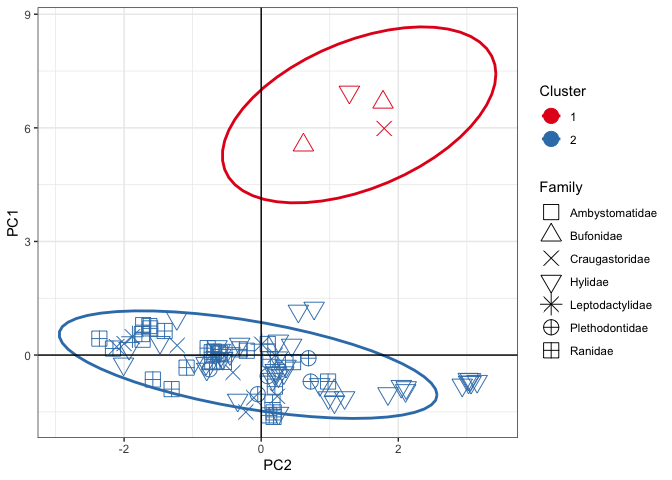 9
6
3
0
PC1
-2
0
2
PC2
Cluster
1
2
Family
Ambystomatidae
Bufonidae
Craugastoridae
Hylidae
Leptodactylidae
Plethodontidae
Ranidae